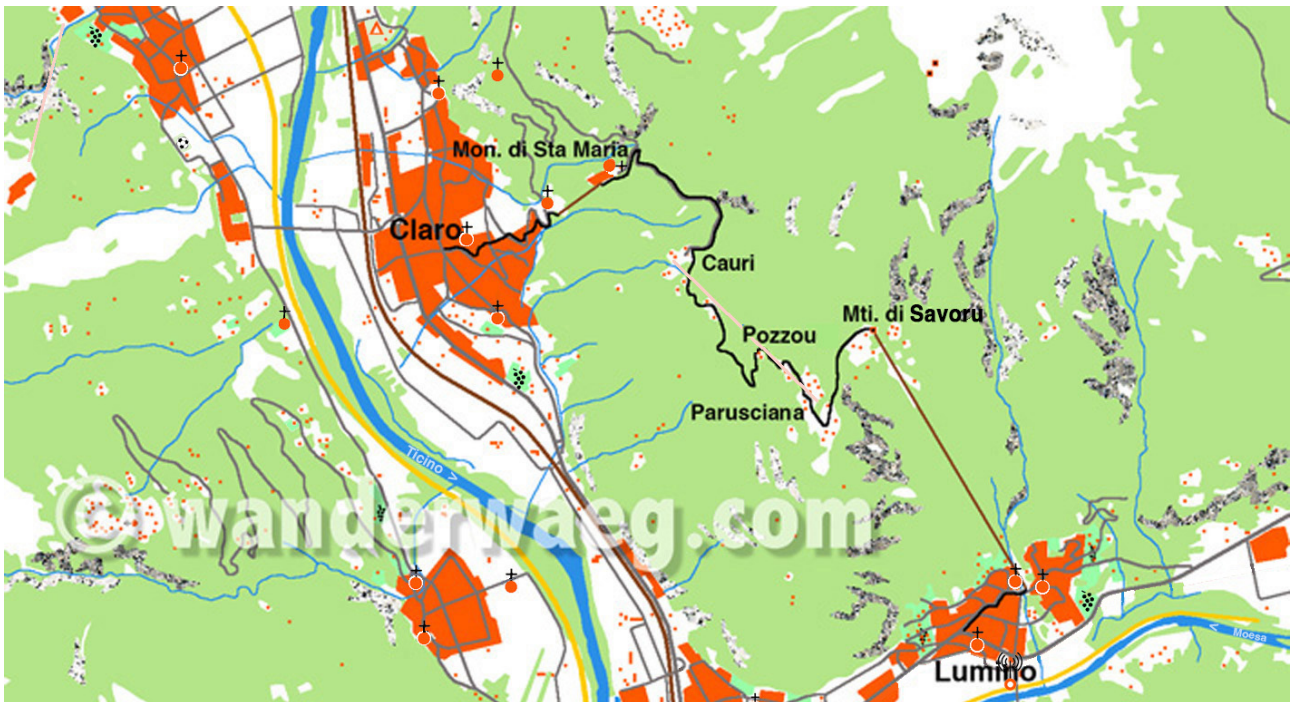 Mon. di Sta Maria
Claro
Cauri
Mti. di Savoru
Pozzou
Parusciana
Ticino >
© wanderwaeg.com
< Moesa
Lumino